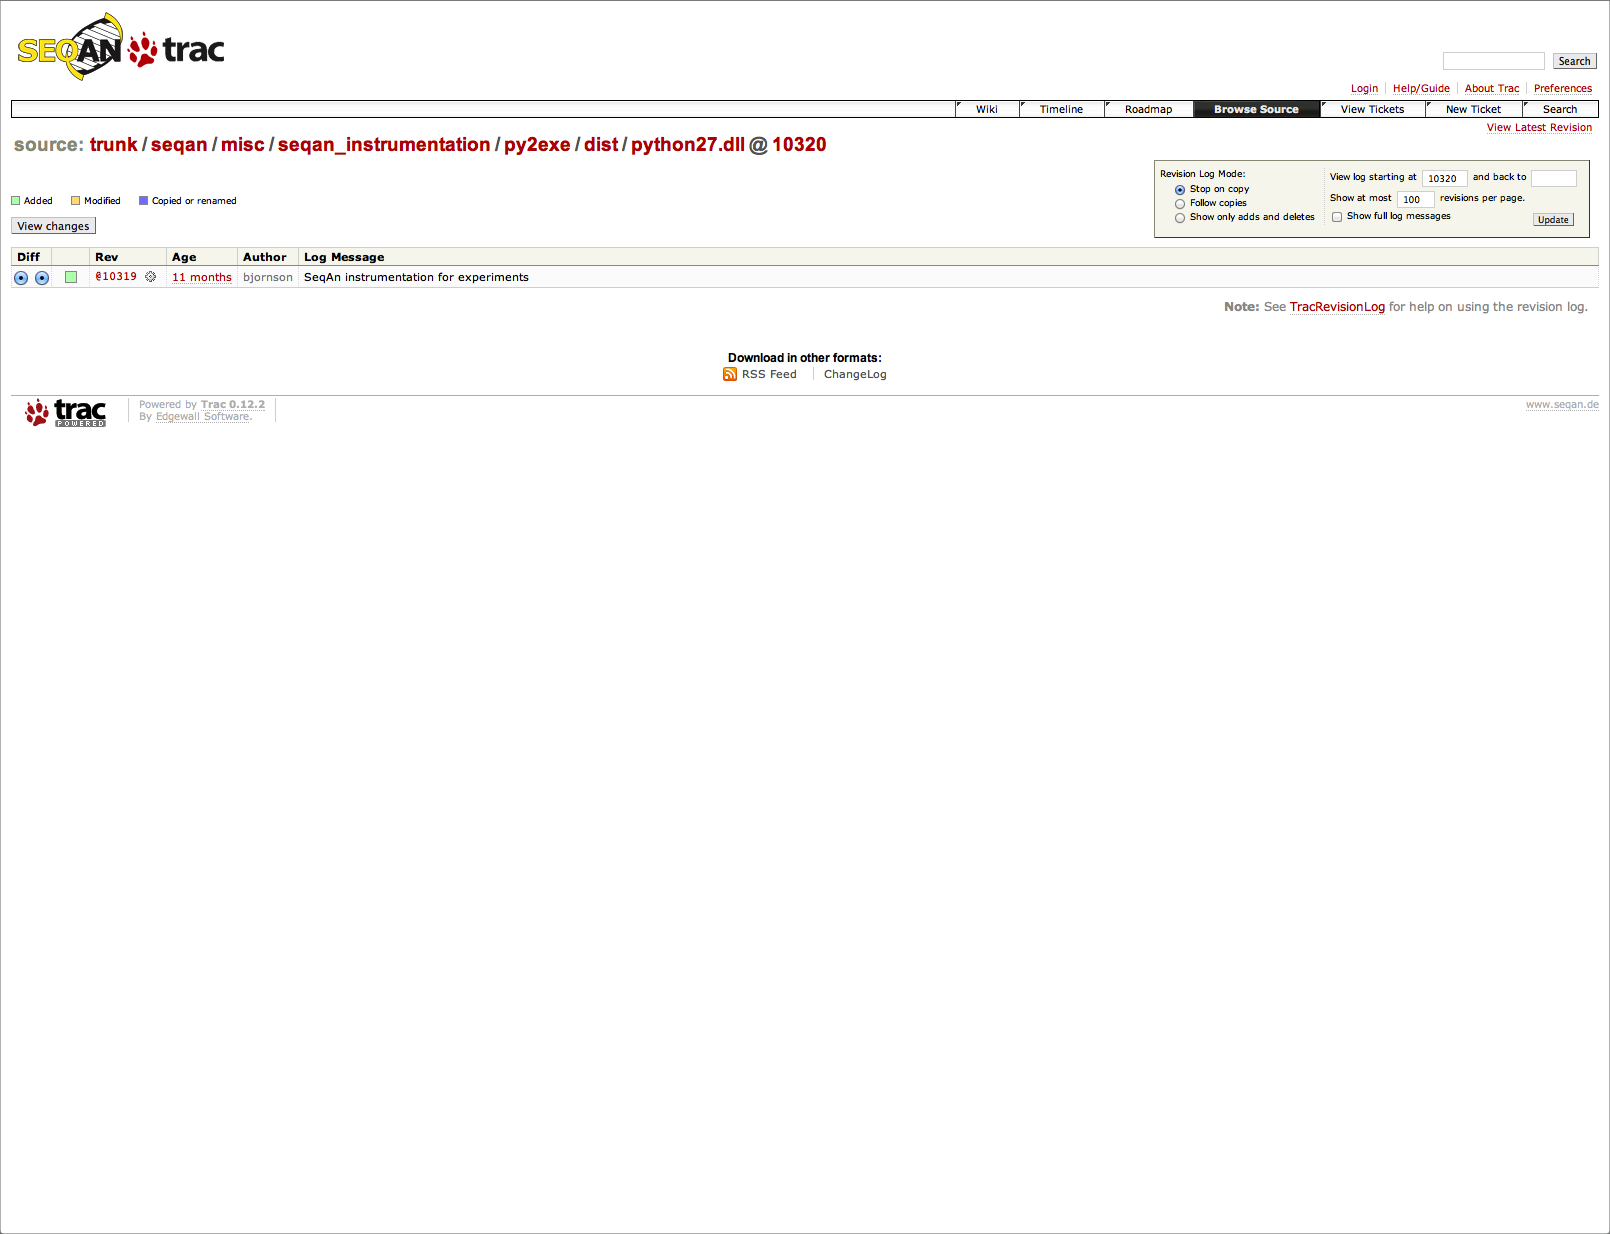 SEQAN trac
Search
Login Help/Guide About Trac Preferences
Wiki Timeline Roadmap Browse Source View Tickets New Ticket Search
View Latest Revision
source: trunk / seqan / misc / seqan_instrumentation / py2exe / dist / python27.dll @ 10320
Revision Log Mode:
Stop on copy
Follow copies
Show only adds and deletes
View log starting at 10320 and back to
Show at most 100 revisions per page.
Show full log messages
Update
Added Modified Copied or renamed
View changes
Diff Rev Age Author Log Message
@10319 11 months bjornson SeqAn instrumentation for experiments
Note: See TracRevisionLog for help on using the revision log.
Download in other formats:
RSS Feed ChangeLog
trac POWERED
Powered by Trac 0.12.2
By Edgewall Software.
www.seqan.de